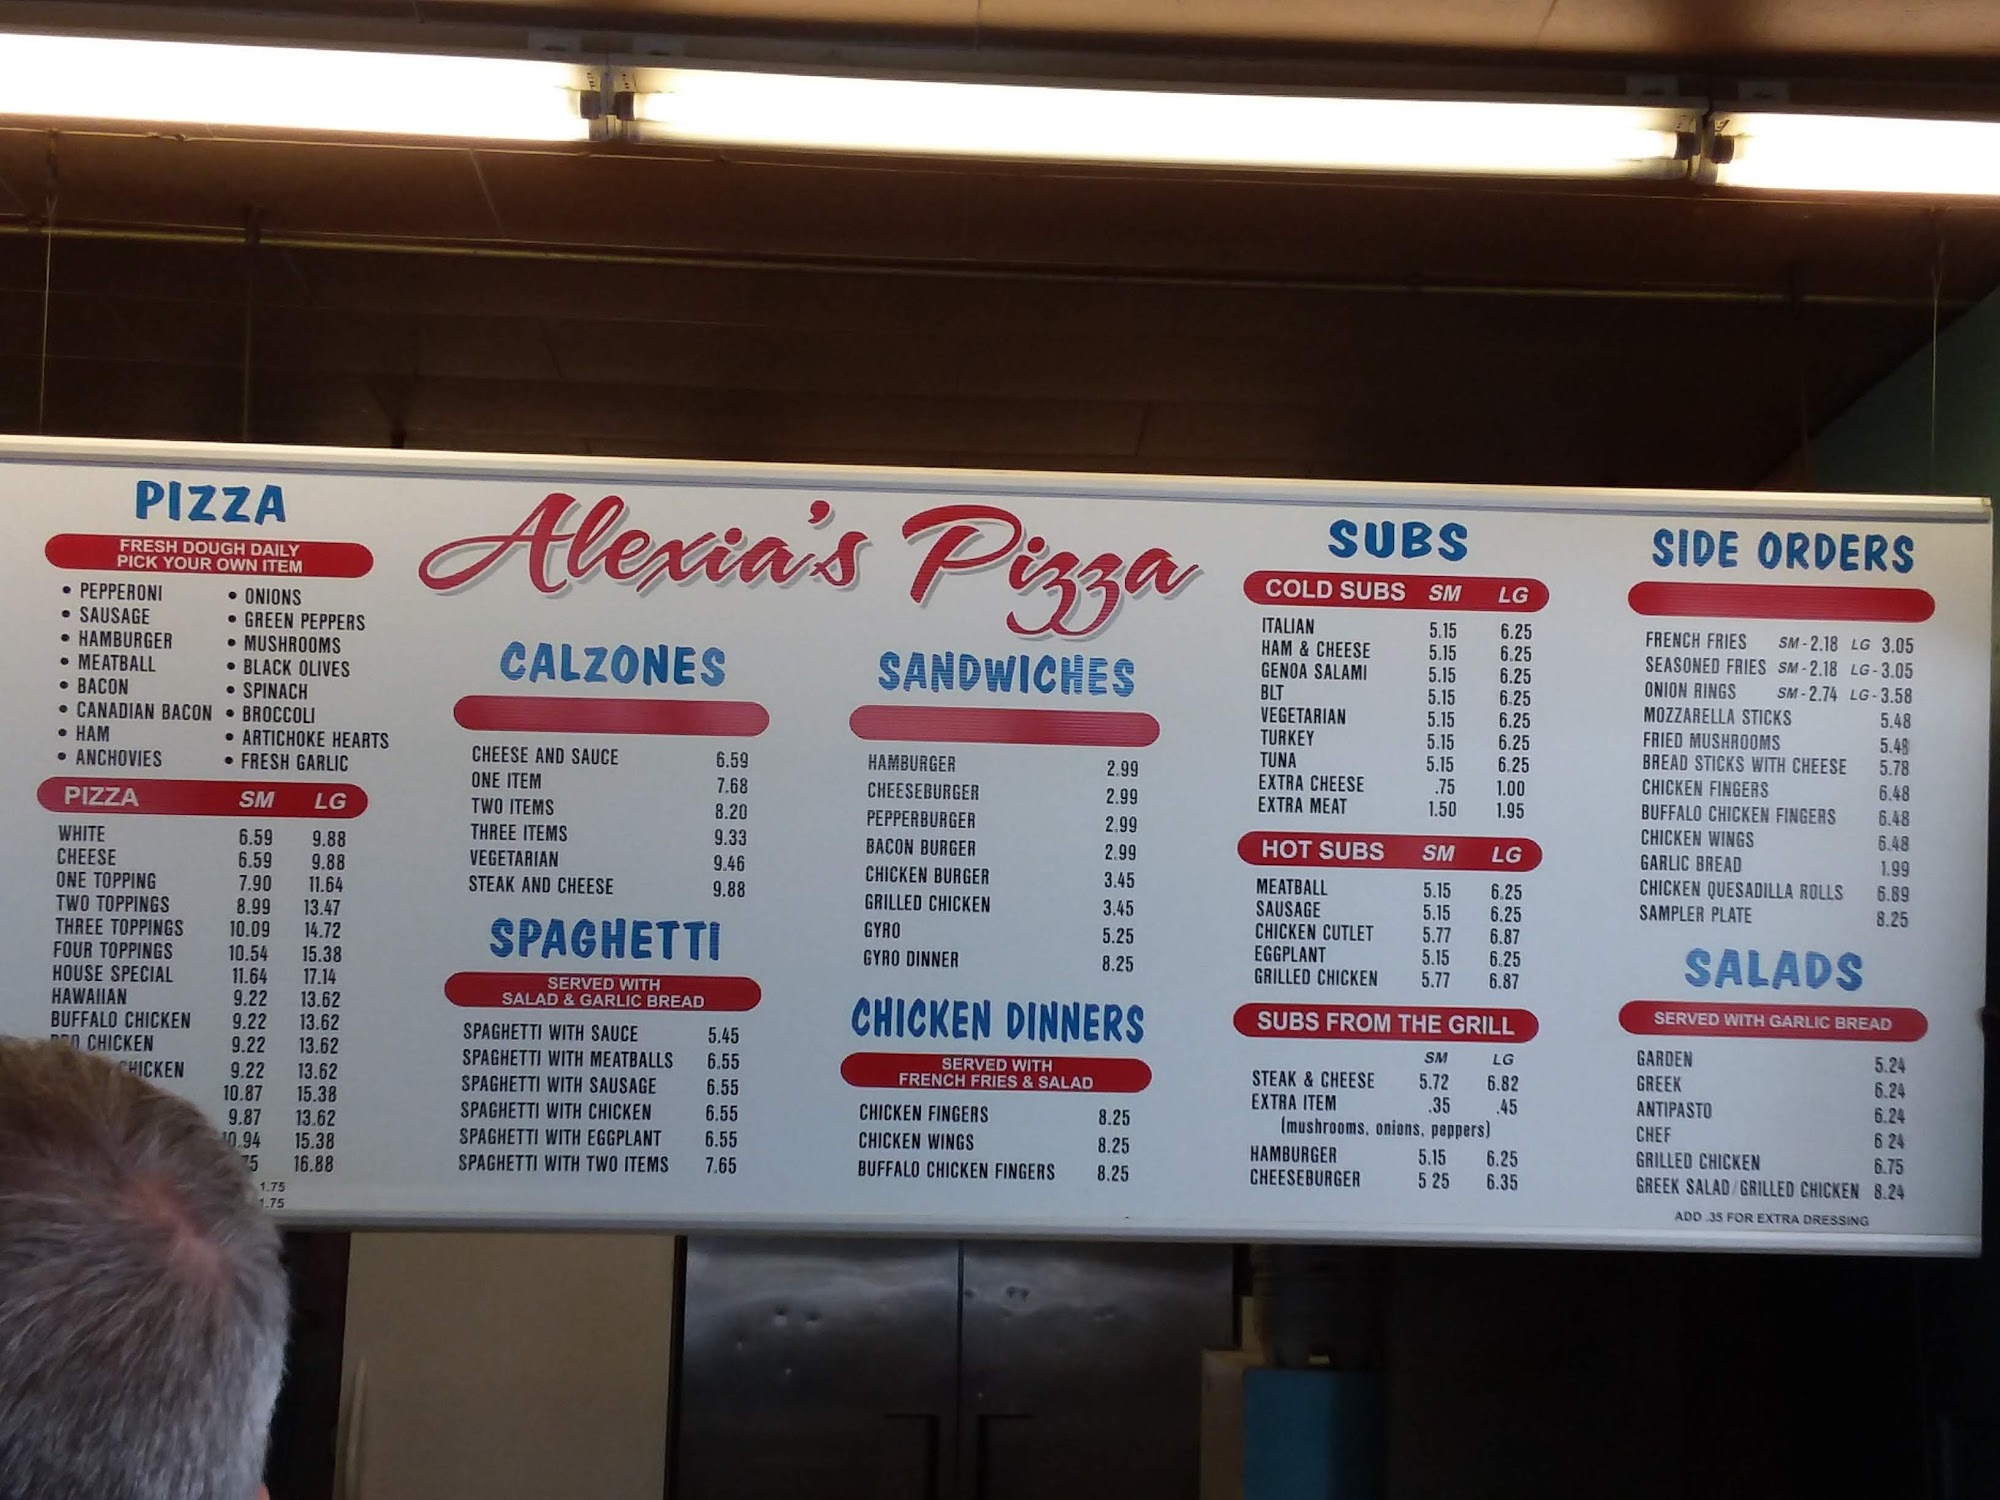 PIZZA
FRESH DOUGH DAILY
PICK YOUR OWN ITEM
• PEPPERONI
• SAUSAGE
• HAMBURGER
• MEATBALL
• BACON
• CANADIAN BACON
• HAM
• ANCHOVIES
• ONIONS
• GREEN PEPPERS
• MUSHROOMS
• BLACK OLIVES
• SPINACH
• BROCCOLI
• ARTICHOKE HEARTS
• FRESH GARLIC
PIZZA SM LG
WHITE 6.59 9.88
CHEESE 6.59 9.88
ONE TOPPING 7.90 11.64
TWO TOPPINGS 8.99 13.47
THREE TOPPINGS 10.09 14.72
FOUR TOPPINGS 10.54 15.38
HOUSE SPECIAL 11.64 17.14
HAWAIIAN 9.22 13.62
BUFFALO CHICKEN 9.22 13.62
CHICKEN 9.22 13.62
CHICKEN 9.22 13.62
10.87 15.38
9.87 13.62
10.94 15.38
16.88
1.75
1.75
Alexia's Pizza
CALZONES
CHEESE AND SAUCE 6.59
ONE ITEM 7.68
TWO ITEMS 8.20
THREE ITEMS 9.33
VEGETARIAN 9.46
STEAK AND CHEESE 9.88
SPAGHETTI
SERVED WITH
SALAD & GARLIC BREAD
SPAGHETTI WITH SAUCE 5.45
SPAGHETTI WITH MEATBALLS 6.55
SPAGHETTI WITH SAUSAGE 6.55
SPAGHETTI WITH CHICKEN 6.55
SPAGHETTI WITH EGGPLANT 6.55
SPAGHETTI WITH TWO ITEMS 7.65
SANDWICHES
HAMBURGER 2.99
CHEESEBURGER 2.99
PEPPERBURGER 2.99
BACON BURGER 2.99
CHICKEN BURGER 3.45
GRILLED CHICKEN 3.45
GYRO 5.25
GYRO DINNER 8.25
CHICKEN DINNERS
SERVED WITH
FRENCH FRIES & SALAD
CHICKEN FINGERS 8.25
CHICKEN WINGS 8.25
BUFFALO CHICKEN FINGERS 8.25
SUBS
COLD SUBS SM LG
ITALIAN 5.15 6.25
HAM & CHEESE 5.15 6.25
GENOA SALAMI 5.15 6.25
BLT 5.15 6.25
VEGETARIAN 5.15 6.25
TURKEY 5.15 6.25
TUNA 5.15 6.25
EXTRA CHEESE .75 1.00
EXTRA MEAT 1.50 1.95
HOT SUBS SM LG
MEATBALL 5.15 6.25
SAUSAGE 5.15 6.25
CHICKEN CUTLET 5.77 6.87
EGGPLANT 5.15 6.25
GRILLED CHICKEN 5.77 6.87
SUBS FROM THE GRILL
SM LG
STEAK & CHEESE 5.72 6.82
EXTRA ITEM .35 .45
(mushrooms, onions, peppers)
HAMBURGER 5.15 6.25
CHEESEBURGER 5 25 6.35
SIDE ORDERS
FRENCH FRIES SM - 2.18 LG 3.05
SEASONED FRIES SM - 2.18 LG - 3.05
ONION RINGS SM - 2.74 LG - 3.58
MOZZARELLA STICKS 5.48
FRIED MUSHROOMS 5.48
BREAD STICKS WITH CHEESE 5.78
CHICKEN FINGERS 6.48
BUFFALO CHICKEN FINGERS 6.48
CHICKEN WINGS 6.48
GARLIC BREAD 1.99
CHICKEN QUESADILLA ROLLS 6.89
SAMPLER PLATE 8.25
SALADS
SERVED WITH GARLIC BREAD
GARDEN 5.24
GREEK 6.24
ANTIPASTO 6.24
CHEF 6 24
GRILLED CHICKEN 6.75
GREEK SALAD/GRILLED CHICKEN 8.24
ADD .35 FOR EXTRA DRESSING